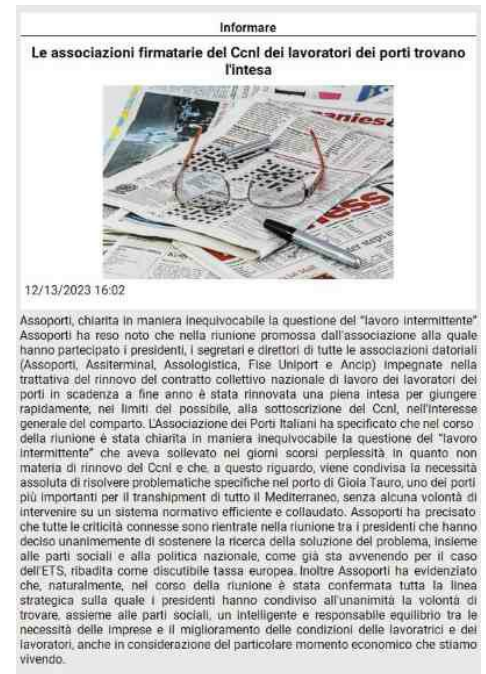 Informare
Le associazioni firmatarie del Ccnl dei lavoratori dei porti trovano
l'intesa
anies
ess
12/13/2023 16:02
Assoporti, chiarita in maniera inequivocabile la questione del "lavoro intermittente"
Assoporti ha reso noto che nella riunione promossa dall'associazione alla quale
hanno partecipato i presidenti, i segretari e direttori di tutte le associazioni datoriali
(Assoporti, Assiterminal, Assologistica, Fise Uniport e Ancip) impegnate nella
trattativa del rinnovo del contratto collettivo nazionale di lavoro dei lavoratori dei
porti in scadenza a fine anno è stata rinnovata una piena intesa per giungere
rapidamente, nei limiti del possibile, alla sottoscrizione del Ccnl, nell'interesse
generale del comparto. L'Associazione dei Porti Italiani ha specificato che nel corso
della riunione è stata chiarita in maniera inequivocabile la questione del "lavoro
intermittente" che aveva sollevato nei giorni scorsi perplessità in quanto non
materia di rinnovo del Ccnl e che, a questo riguardo, viene condivisa la necessità
assoluta di risolvere problematiche specifiche nel porto di Gioia Tauro, uno dei porti
più importanti per il transhipment di tutto il Mediterraneo, senza alcuna volontà di
intervenire su un sistema normativo efficiente e collaudato. Assoporti ha precisato
che tutte le criticità connesse sono rientrate nella riunione tra i presidenti che hanno
deciso unanimemente di sostenere la ricerca della soluzione del problema, insieme
alle parti sociali e alla politica nazionale, come già sta avvenendo per il caso
dell'ETS, ribadita come discutibile tassa europea. Inoltre Assoporti ha evidenziato
che, naturalmente, nel corso della riunione è stata confermata tutta la linea
strategica sulla quale i presidenti hanno condiviso all'unanimità la volontà di
trovare, assieme alle parti sociali, un intelligente e responsabile equilibrio tra le
necessità delle imprese e il miglioramento delle condizioni delle lavoratrici e dei
lavoratori, anche in considerazione del particolare momento economico che stiamo
vivendo.